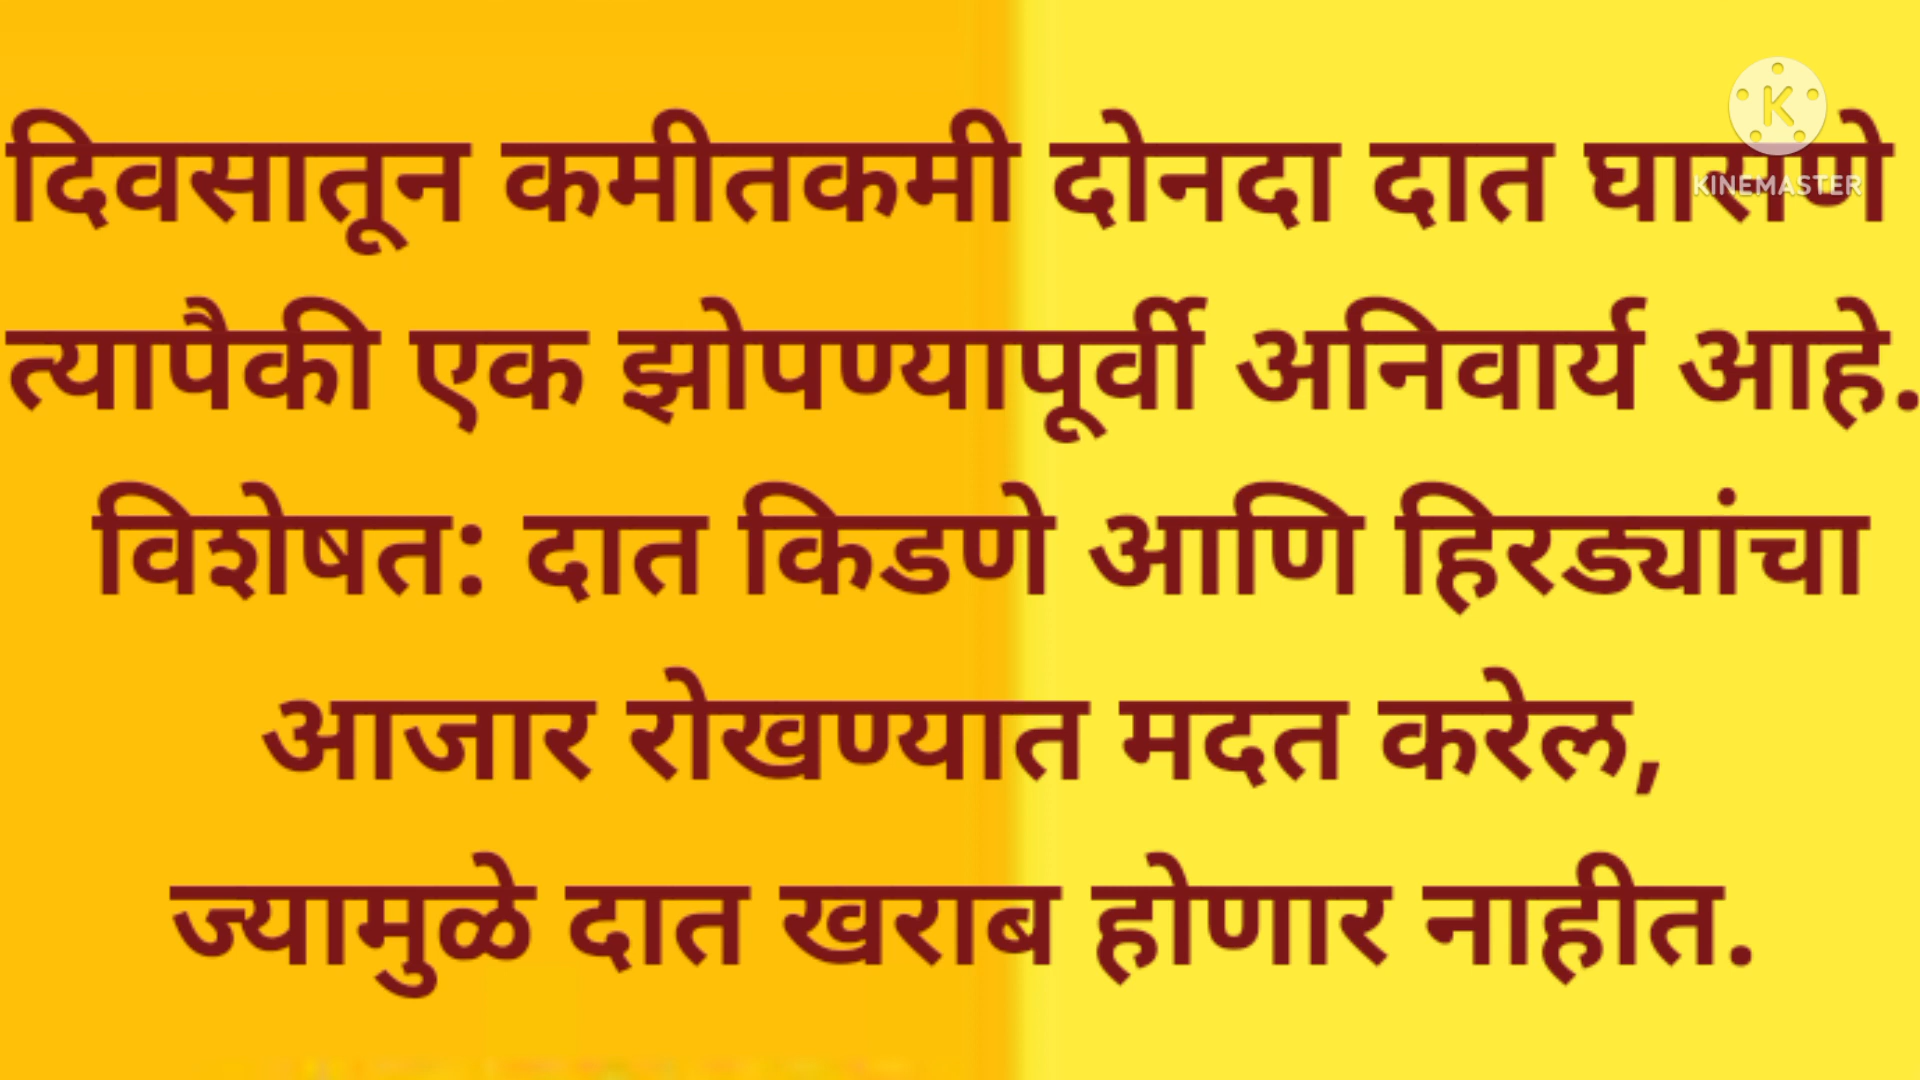 दिवसातून कमीतकमी दोनदा दात घासणे
त्यापैकी एक झोपण्यापूर्वी अनिवार्य आहे.
विशेषत: दात किडणे आणि हिरड्यांचा
आजार रोखण्यात मदत करेल,
ज्यामुळे दात खराब होणार नाहीत.
K
KINEMASTER